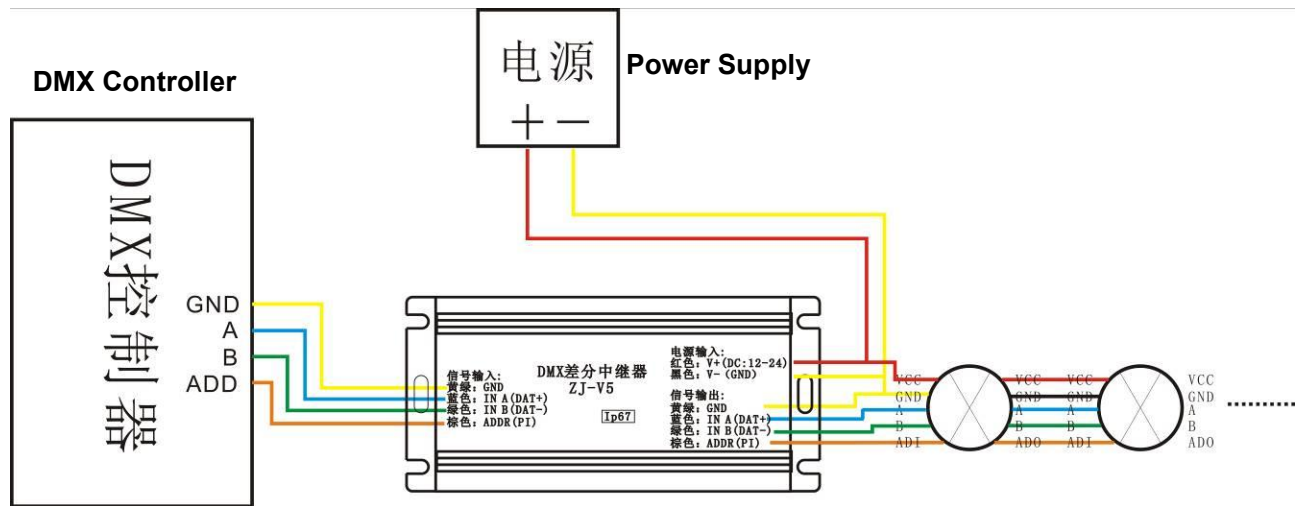 DMX Controller
DMX控制器
GND
A
B
ADD
电源
+ −
Power Supply
信号输入:
黄绿: GND
蓝色: IN A(DAT+)
绿色: IN B(DAT-)
棕色: ADDR(PI)
DMX差分中继器
ZJ-V5
Ip67
电源输入:
红色: V+(DC:12-24)
黑色: V-(GND)
信号输出:
黄绿: GND
蓝色: IN A(DAT+)
绿色: IN B(DAT-)
棕色: ADDR(PI)
VCC
GND
A
B
ADI
VCC
GND
A
B
ADO
VCC
GND
A
B
ADI
VCC
GND
A
B
ADO